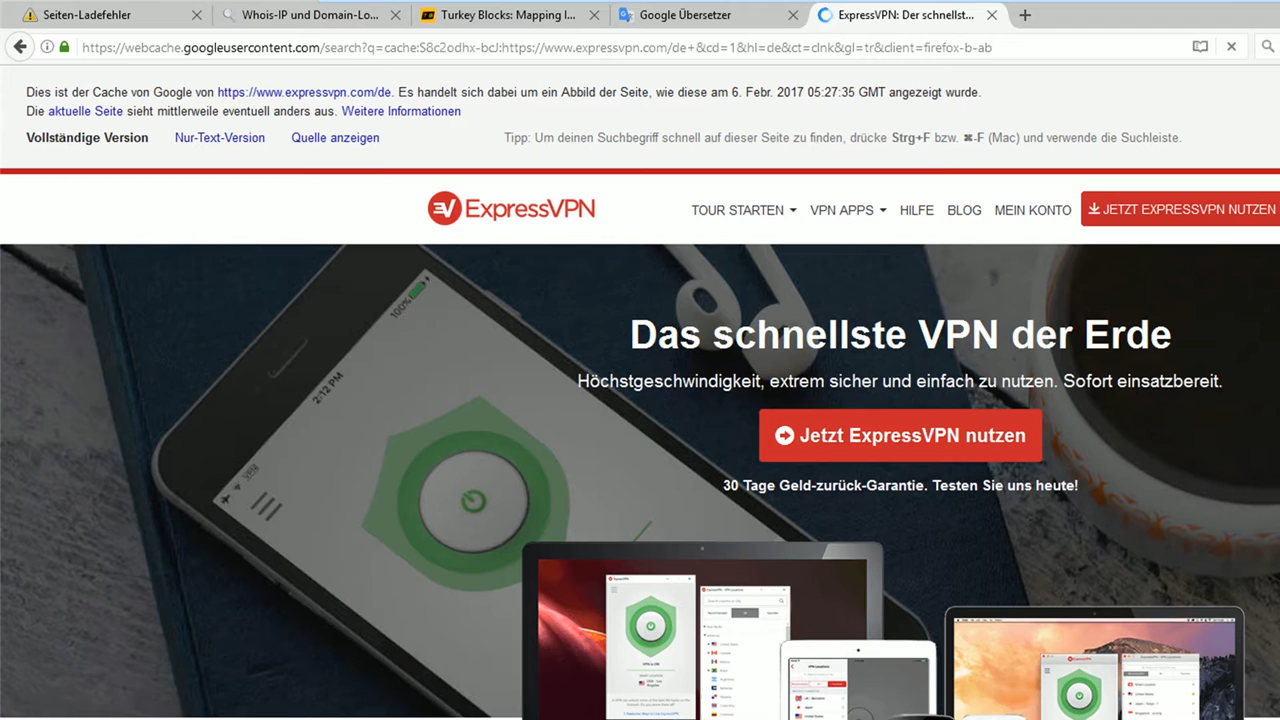 Seiten-Ladefehler
Whois-IP und Domain-Lo...
Turkey Blocks: Mapping I...
Google Übersetzer
ExpressVPN: Der schnellst...
https://webcache.googleusercontent.com/search?q=cache:S8c2odhx-bcJ:https://www.expressvpn.com/de+&cd=1&hl=de&ct=clnk&gl=tr&client=firefox-b-ab
Dies ist der Cache von Google von https://www.expressvpn.com/de. Es handelt sich dabei um ein Abbild der Seite, wie diese am 6. Febr. 2017 05:27:35 GMT angezeigt wurde.
Die aktuelle Seite sieht mittlerweile eventuell anders aus. Weitere Informationen
Vollständige Version Nur-Text-Version Quelle anzeigen Tipp: Um deinen Suchbegriff schnell auf dieser Seite zu finden, drücke Strg+F bzw. ⌘-F (Mac) und verwende die Suchleiste.
ExpressVPN
TOUR STARTEN VPN APPS HILFE BLOG MEIN KONTO JETZT EXPRESSVPN NUTZEN
100%
2:12 PM
VPN
Das schnellste VPN der Erde
Höchstgeschwindigkeit, extrem sicher und einfach zu nutzen. Sofort einsatzbereit.
Jetzt ExpressVPN nutzen
30 Tage Geld-zurück-Garantie. Testen Sie uns heute!